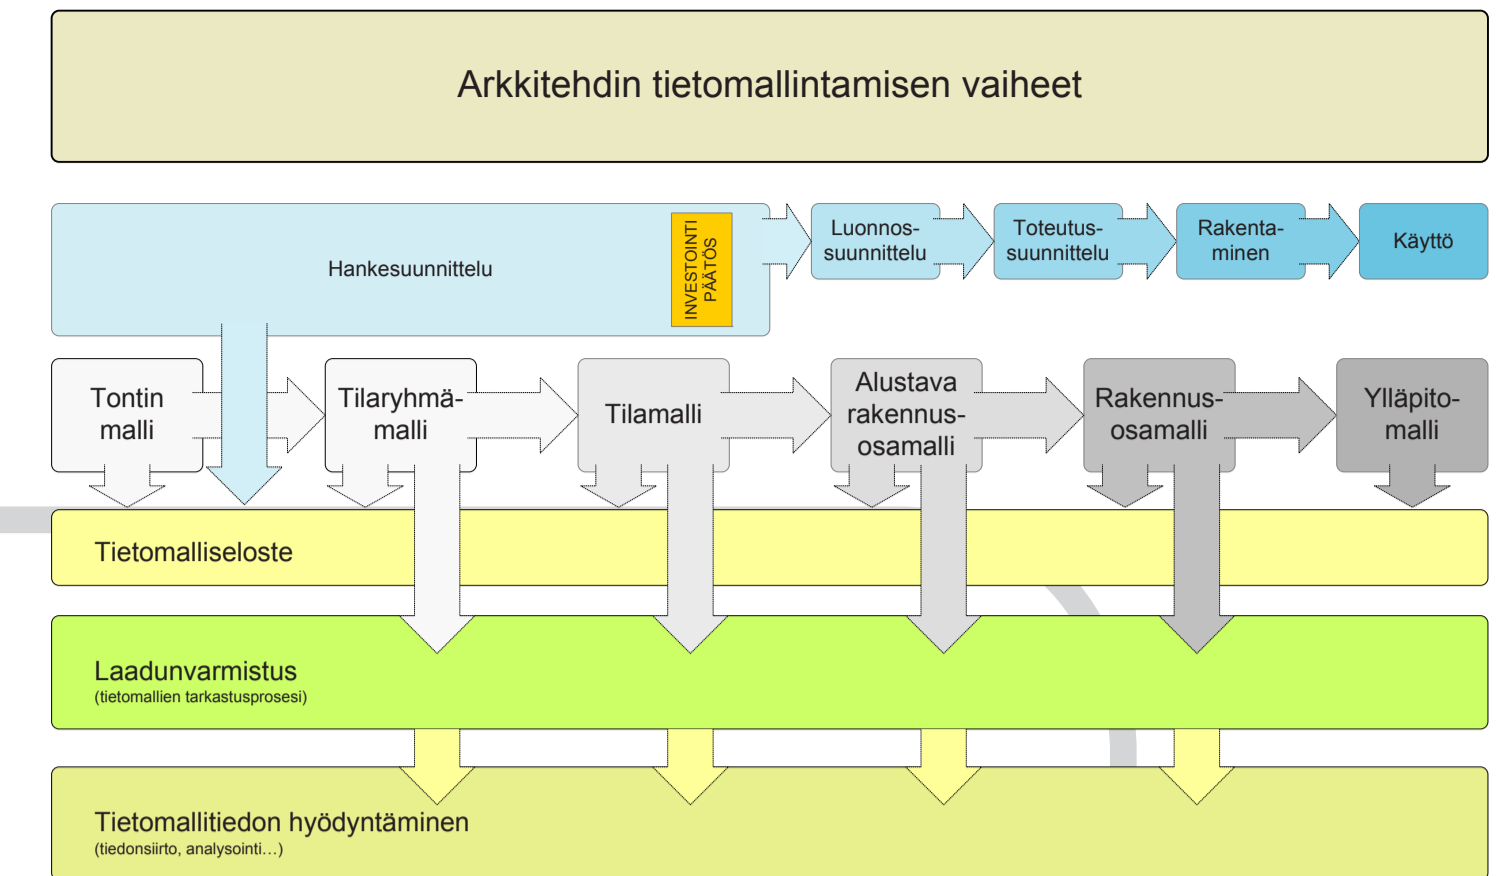 Arkkitehdin tietomallintamisen vaiheet
Hankesuunnittelu
INVESTOINTI
PÄÄTÖS
Luonnos-
suunnittelu
Toteutus-
suunnittelu
Rakenta-
minen
Käyttö
Tontin
malli
Tilaryhmä-
malli
Tilamalli
Alustava
rakennus-
osamalli
Rakennus-
osamalli
Ylläpito-
malli
Tietomalliseloste
Laadunvarmistus
(tietomallien tarkastusprosesi)
Tietomallitiedon hyödyntäminen
(tiedonsiirto, analysointi…)